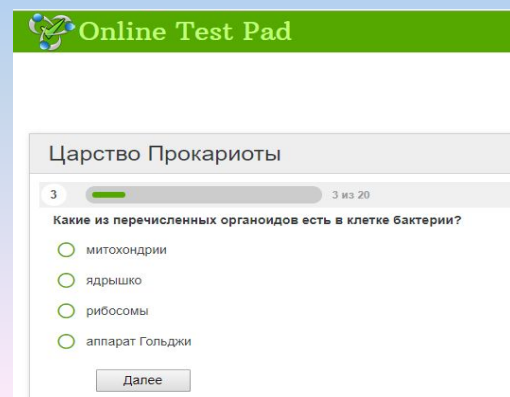 Online Test Pad
Царство Прокариоты
3 3 из 20
Какие из перечисленных органоидов есть в клетке бактерии?
митохондрии
ядрышко
рибосомы
аппарат Гольджи
Далее